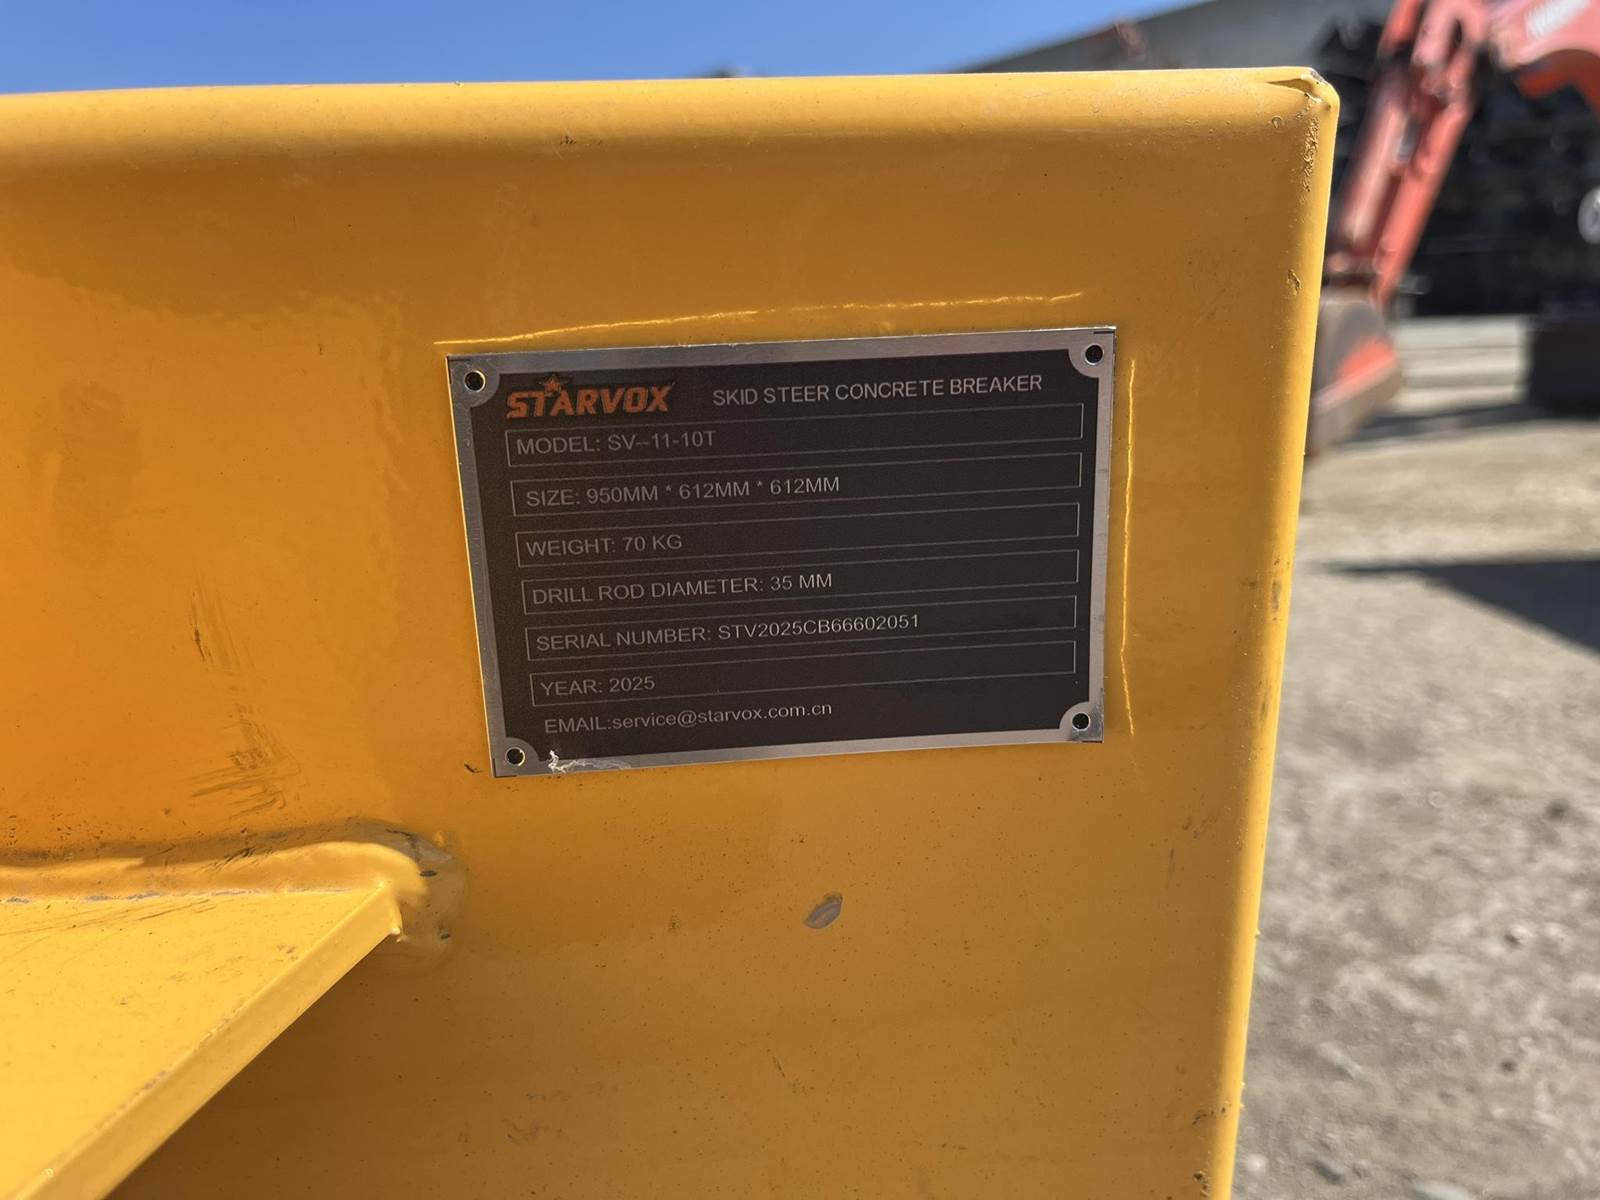 STARVOX SKID STEER CONCRETE BREAKER
MODEL: SV--11-10T
SIZE: 950MM * 612MM * 612MM
WEIGHT: 70 KG
DRILL ROD DIAMETER: 35 MM
SERIAL NUMBER: STV2025CB66602051
YEAR: 2025
EMAIL:service@starvox.com.cn